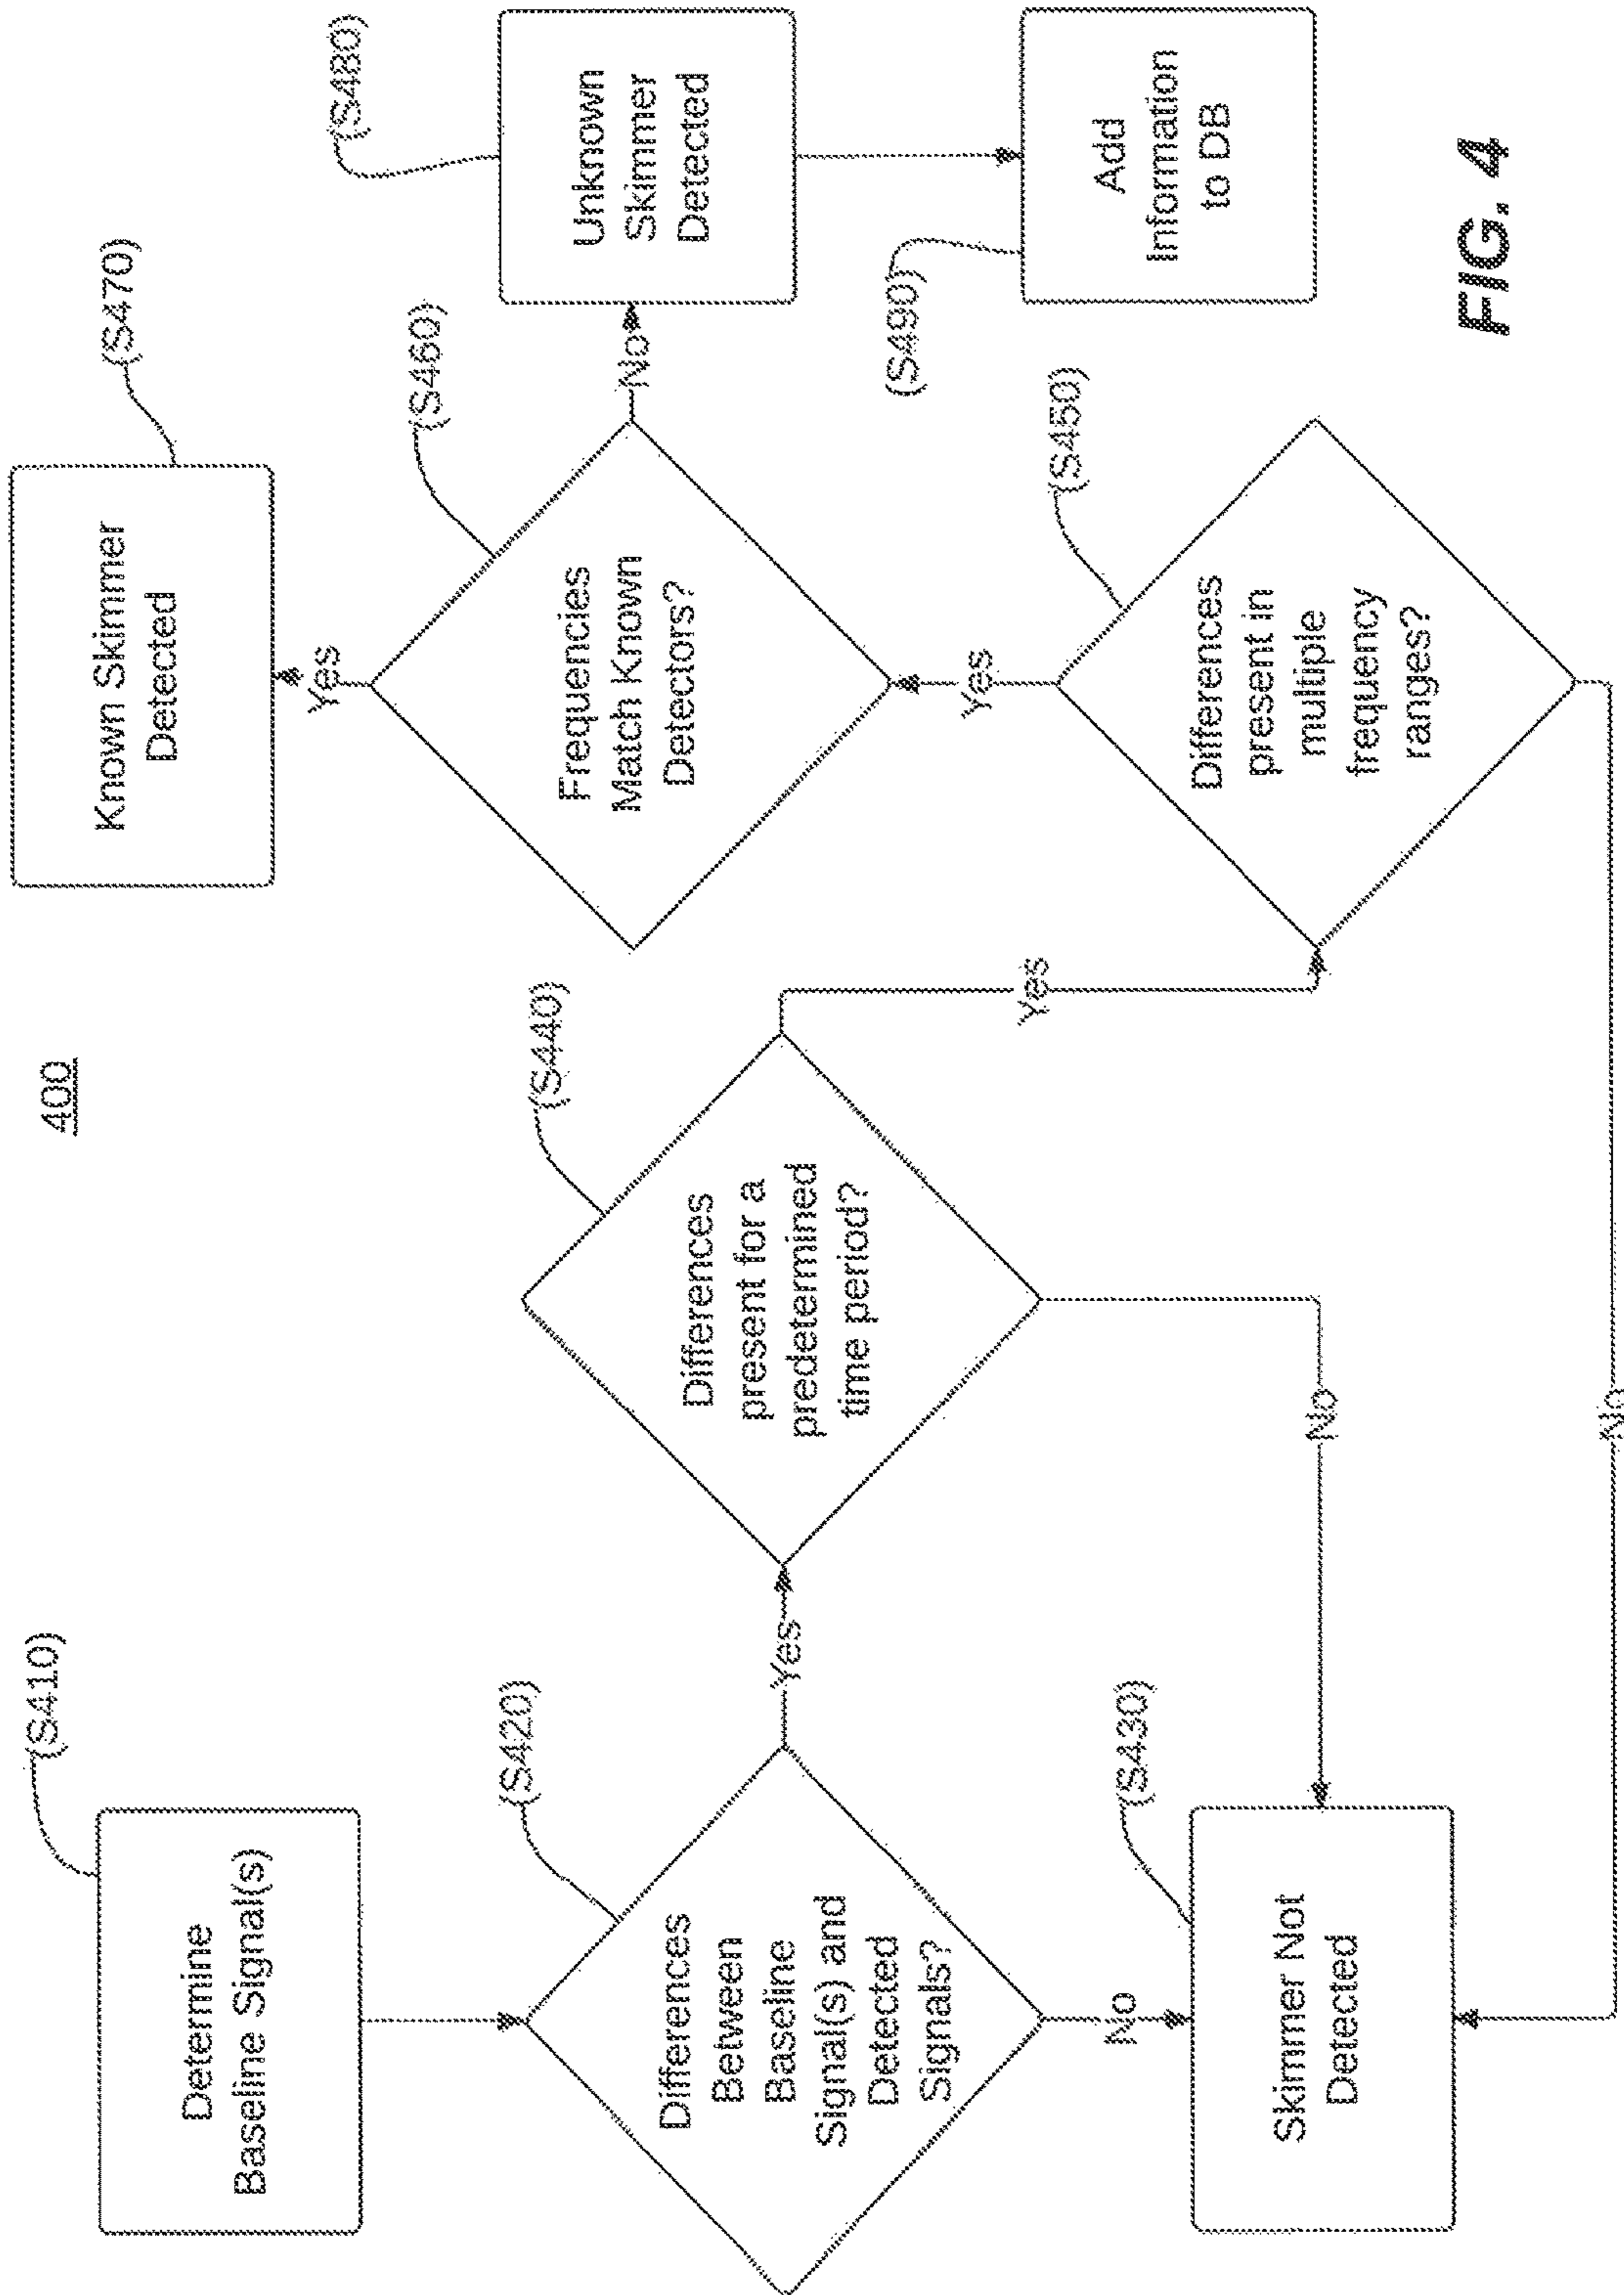 400
(S410)
Determine
Baseline Signal(s)
(S420)
Differences
Between
Baseline
Signal(s) and
Detected
Signals?
Yes
No
(S430)
Skimmer Not
Detected
(S440)
Differences
present for a
predetermined
time period?
Yes
No
(S450)
Differences
present in
multiple
frequency
ranges?
Yes
No
(S460)
Frequencies
Match Known
Detectors?
Yes
No
(S470)
Known Skimmer
Detected
(S480)
Unknown
Skimmer
Detected
(S490)
Add
Information
to DB
FIG. 4